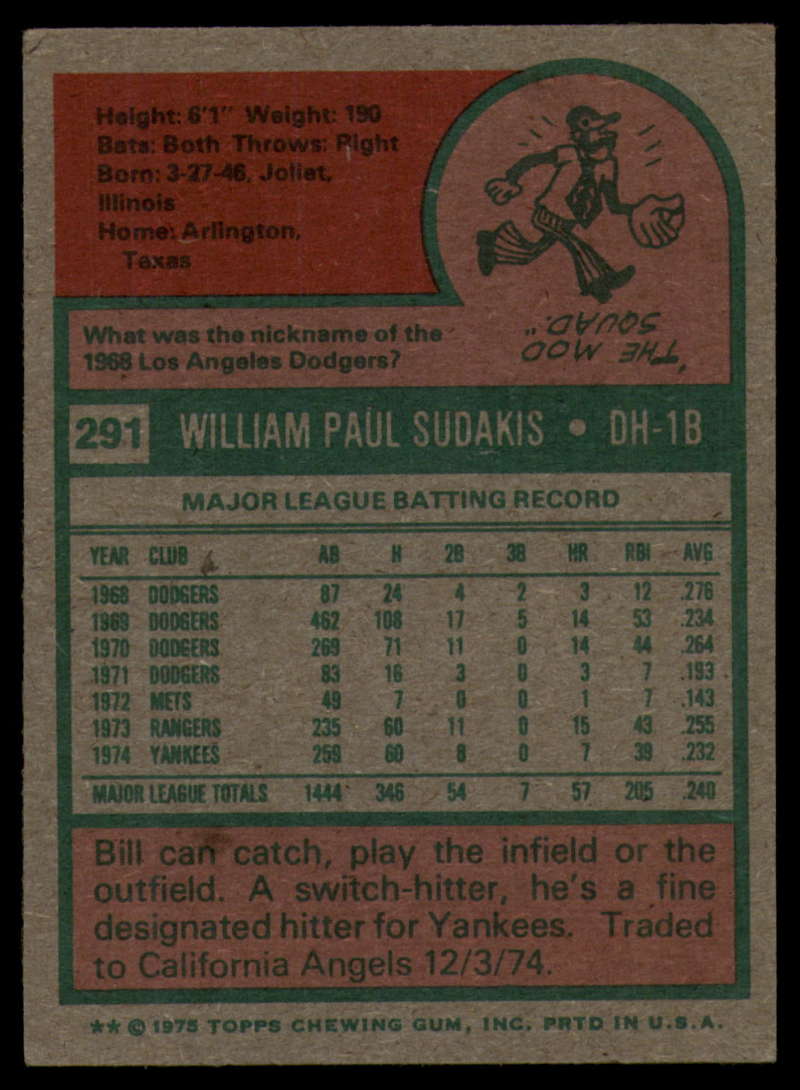 Height: 6'1" Weight: 190
Bats: Both Throws: Right
Born: 3-27-46, Joliet,
Illinois
Home: Arlington,
Texas
What was the nickname of the
1968 Los Angeles Dodgers?
"THE MOD
SQUAD."
291 WILLIAM PAUL SUDAKIS • DH-1B
MAJOR LEAGUE BATTING RECORD
YEAR CLUB AB H 2B 3B HR RBI AVG
1968 DODGERS 87 24 4 2 3 12 .276
1969 DODGERS 462 108 17 5 14 53 .234
1970 DODGERS 269 71 11 0 14 44 .264
1971 DODGERS 83 16 3 0 3 7 .193
1972 METS 49 7 0 0 1 7 .143
1973 RANGERS 235 60 11 0 15 43 .255
1974 YANKEES 259 60 8 0 7 39 .232
MAJOR LEAGUE TOTALS 1444 346 54 7 57 205 .240
Bill can catch, play the infield or the
outfield. A switch-hitter, he's a fine
designated hitter for Yankees. Traded
to California Angels 12/3/74.
** © 1975 TOPPS CHEWING GUM, INC. PRTD IN U.S.A.